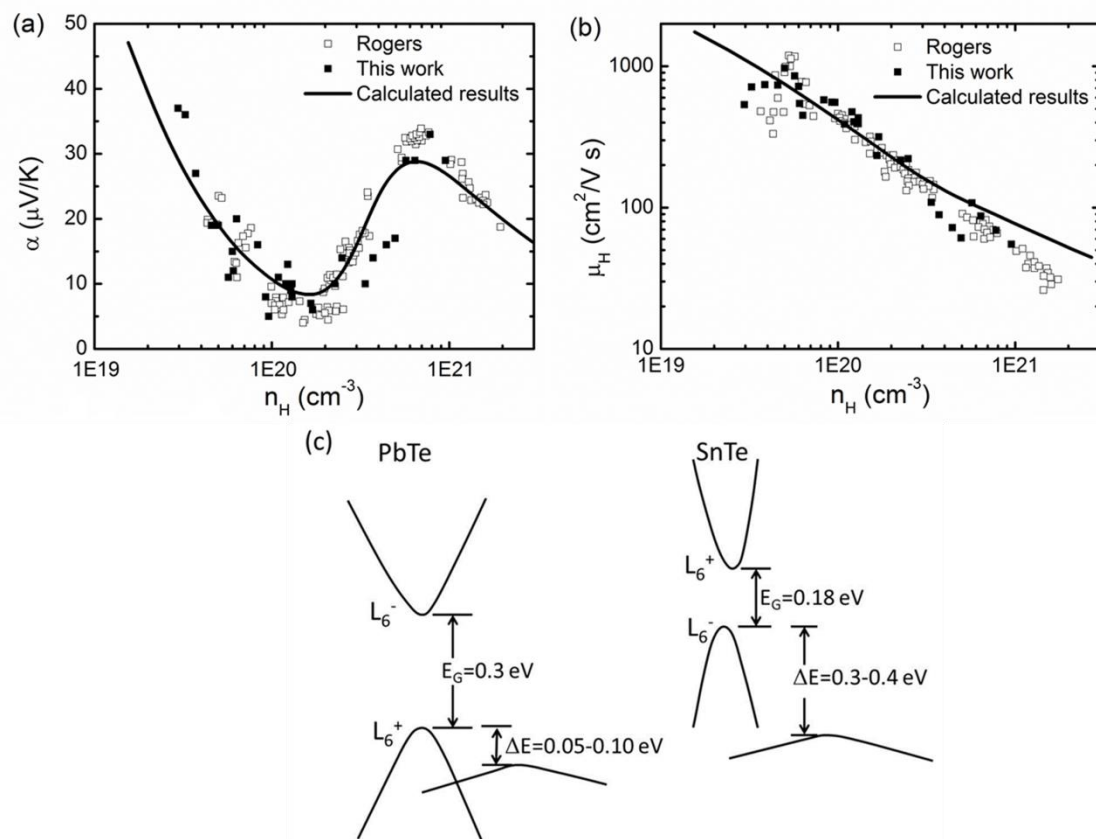 (a)
α (μV/K)
50
40
30
20
10
0
□ Rogers
■ This work
Calculated results
1E19
1E20
1E21
n_H (cm⁻³)
(b)
μ_H (cm²/V s)
1000
100
10
□ Rogers
■ This work
Calculated results
1E19
1E20
1E21
n_H (cm⁻³)
(c)
PbTe
L₆⁻
E_G=0.3 eV
L₆⁺
ΔE=0.05-0.10 eV
SnTe
L₆⁺
E_G=0.18 eV
L₆⁻
ΔE=0.3-0.4 eV